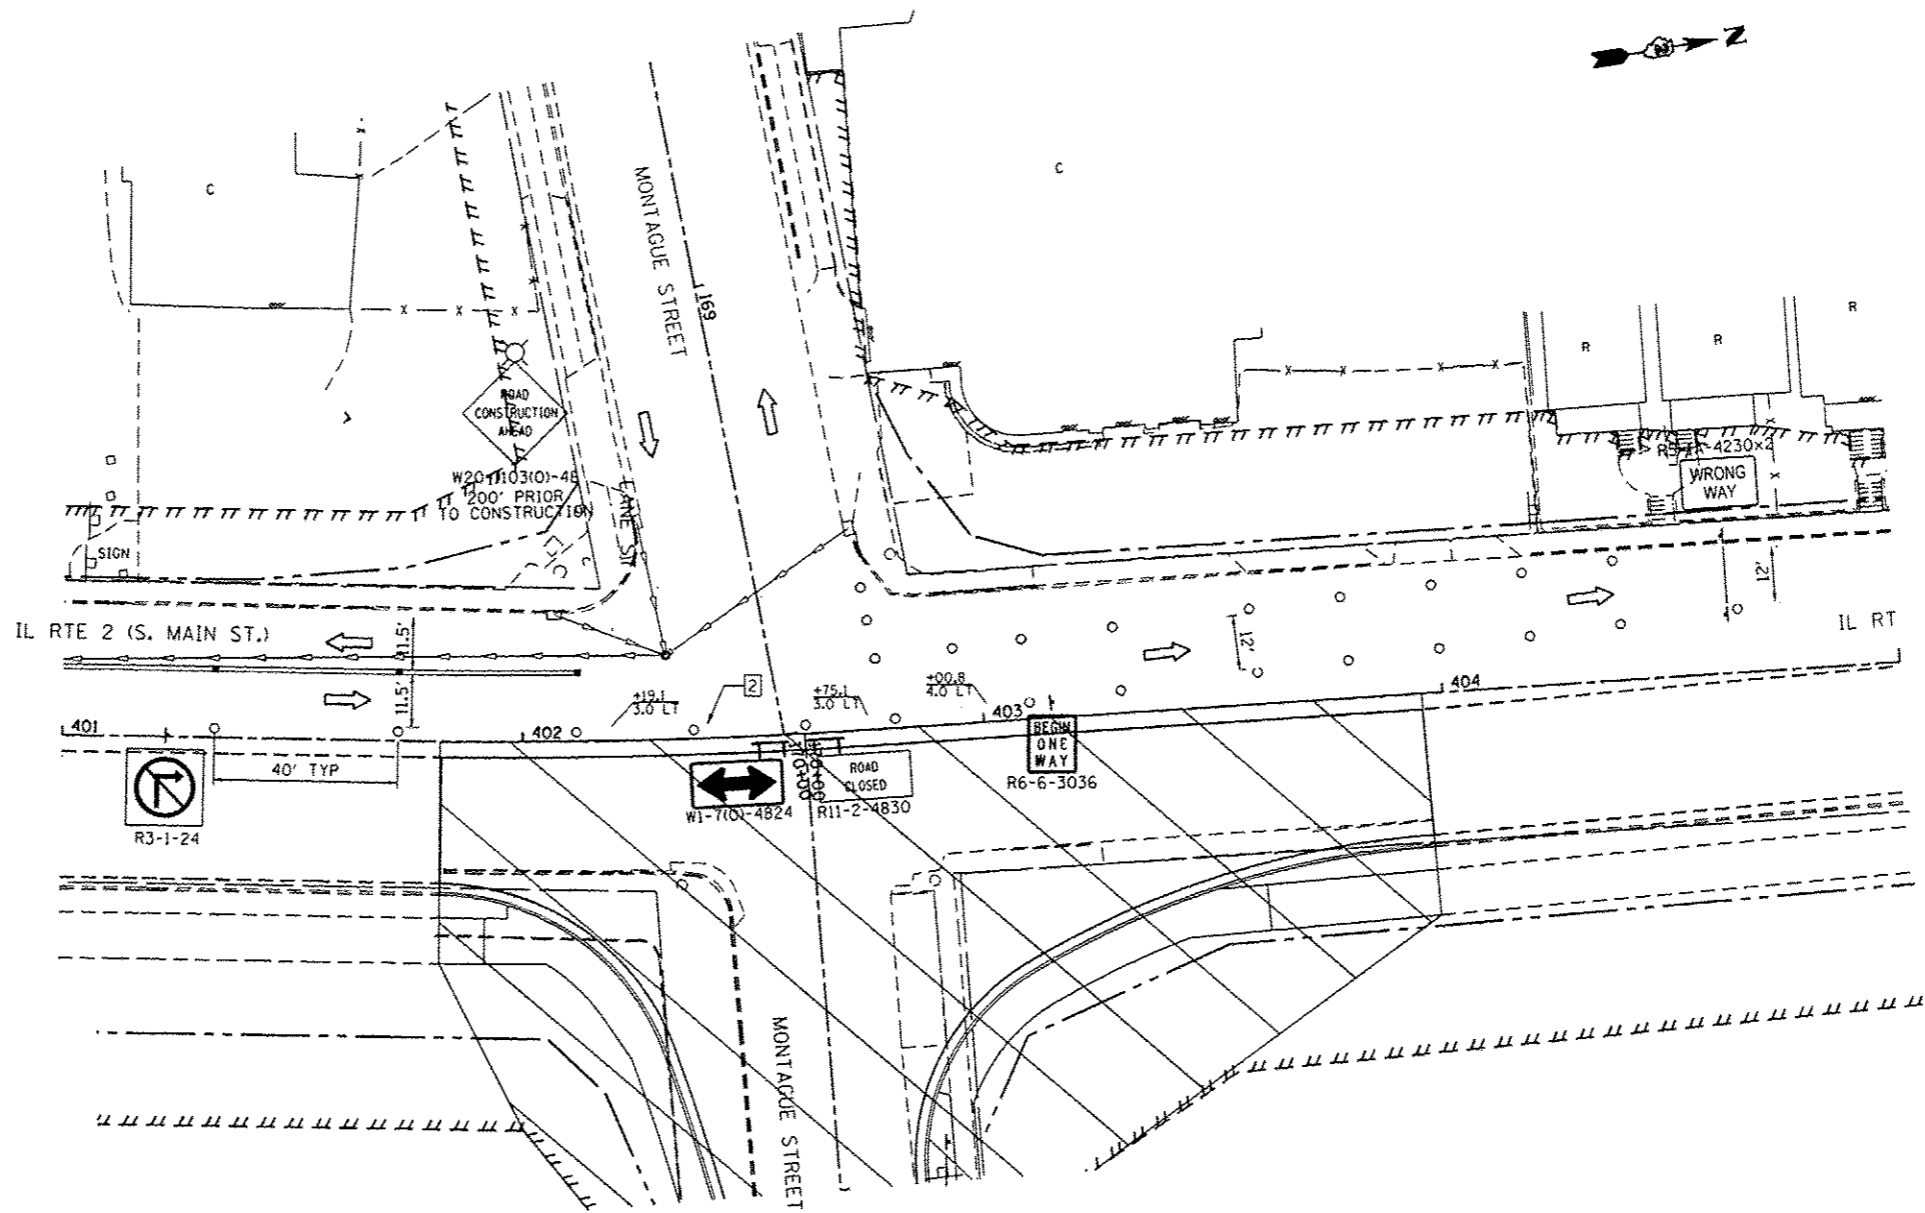 N
C
C
MONTAGUE STREET
169
R
R
R
ROAD
CONSTRUCTION
AHEAD
W20-1103(O)-48
200' PRIOR
TO CONSTRUCTION
LANE ST
WRONG
WAY
SIGN
12'
IL RTE 2 (S. MAIN ST.)
11.5'
12'
IL RT
11.5'
+19.1
3.0 LT
2
+75.1
3.0 LT
+00.8
4.0 LT
401
402
403
404
40' TYP
R3-1-24
W1-7(O)-4824
ROAD
CLOSED
R11-2-4830
BEGIN
ONE
WAY
R6-6-3036
MONTAGUE STREET